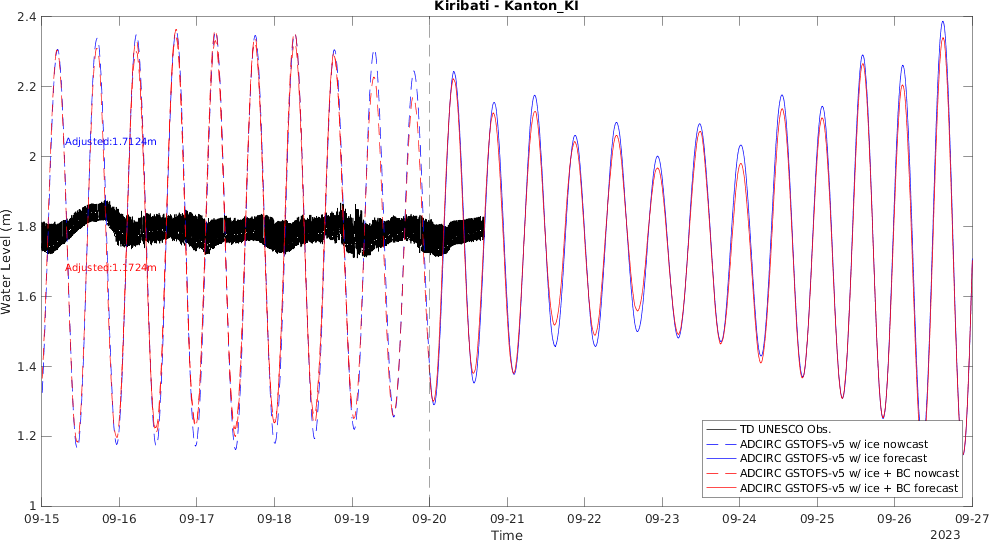 Kiribati - Kanton_KI
2.4
2.2
2
1.8
1.6
1.4
1.2
1
Water Level (m)
Adjusted:1.7124m
Adjusted:1.1724m
TD UNESCO Obs.
ADCIRC GSTOFS-v5 w/ ice nowcast
ADCIRC GSTOFS-v5 w/ ice forecast
ADCIRC GSTOFS-v5 w/ ice + BC nowcast
ADCIRC GSTOFS-v5 w/ ice + BC forecast
09-15 09-16 09-17 09-18 09-19 09-20 09-21 09-22 09-23 09-24 09-25 09-26 09-27
Time
2023